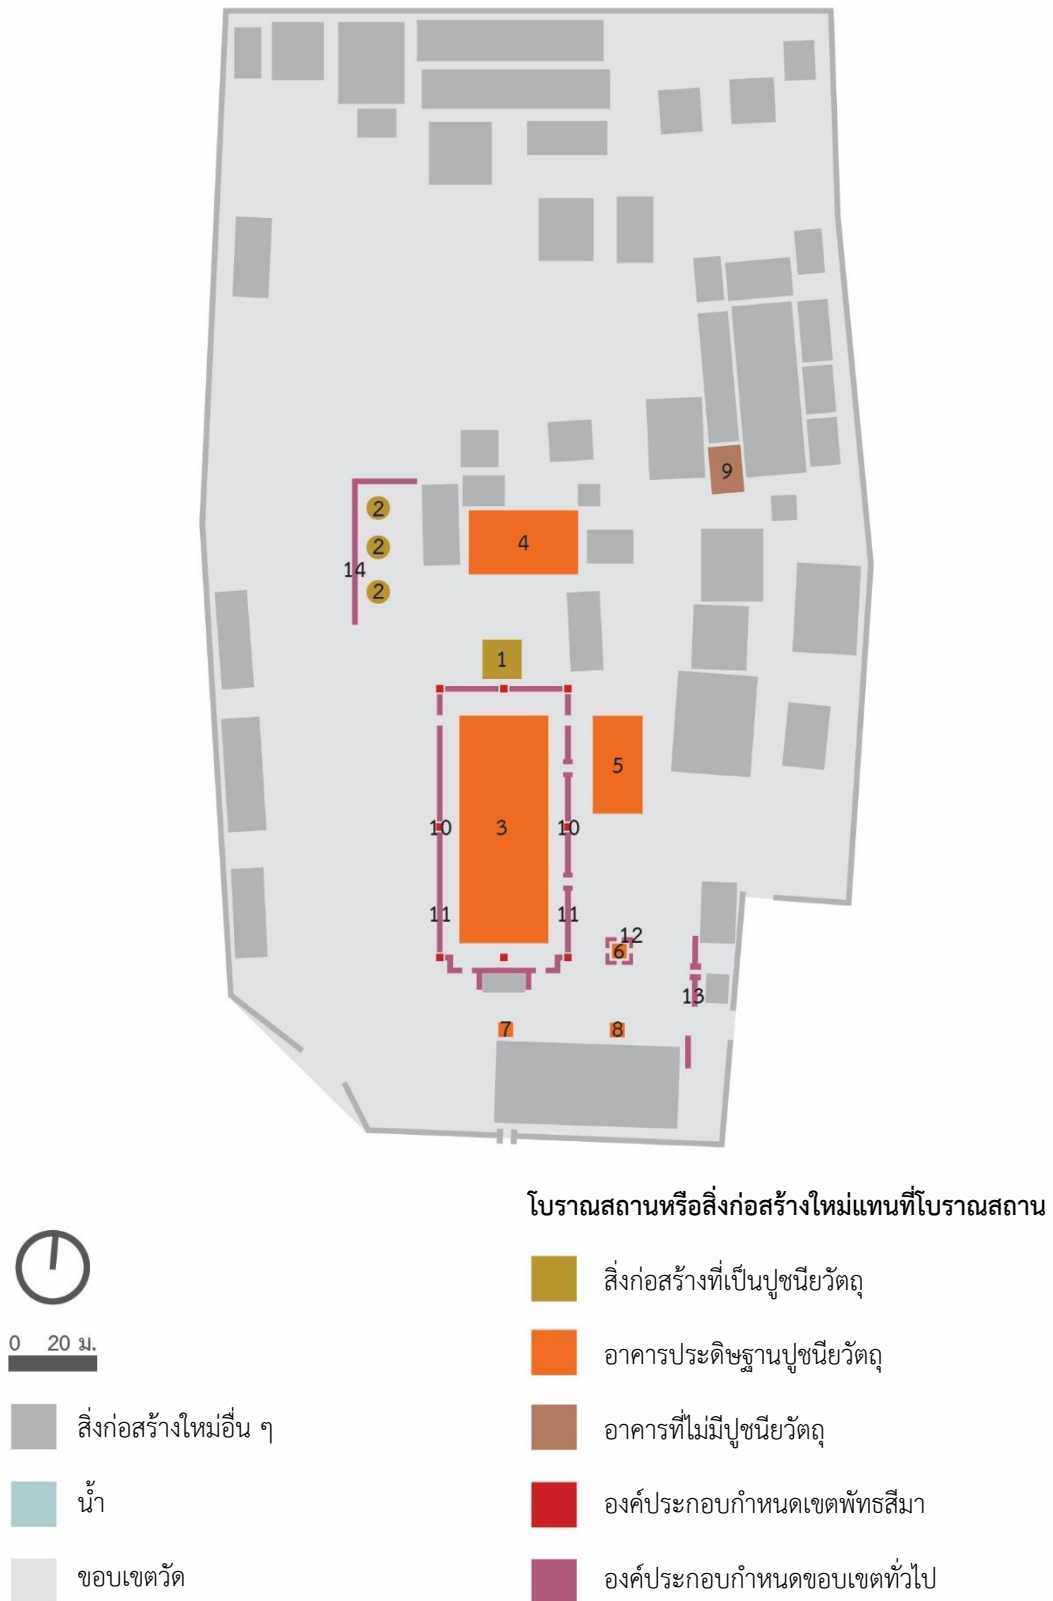 9
2
4
2
14
2
1
5
10
3
10
11
11
12
6
13
7
8
โบราณสถานหรือสิ่งก่อสร้างใหม่แทนที่โบราณสถาน
สิ่งก่อสร้างที่เป็นปูชนียวัตถุ
0 20 ม.
อาคารประดิษฐานปูชนียวัตถุ
สิ่งก่อสร้างใหม่อื่น ๆ
อาคารที่ไม่มีปูชนียวัตถุ
น้ำ
องค์ประกอบกำหนดเขตพัทธสีมา
ขอบเขตวัด
องค์ประกอบกำหนดขอบเขตทั่วไป